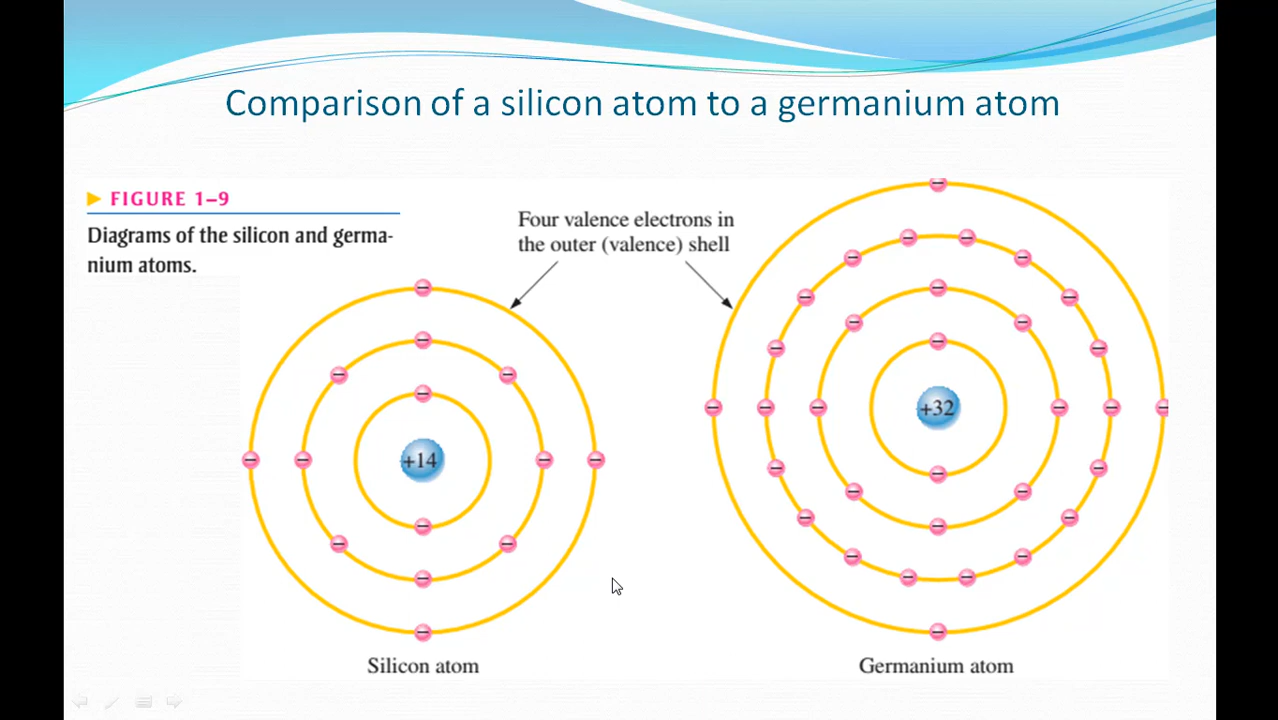 Comparison of a silicon atom to a germanium atom
FIGURE 1–9
Diagrams of the silicon and germa-
nium atoms.
Four valence electrons in
the outer (valence) shell
+14
+32
Silicon atom
Germanium atom